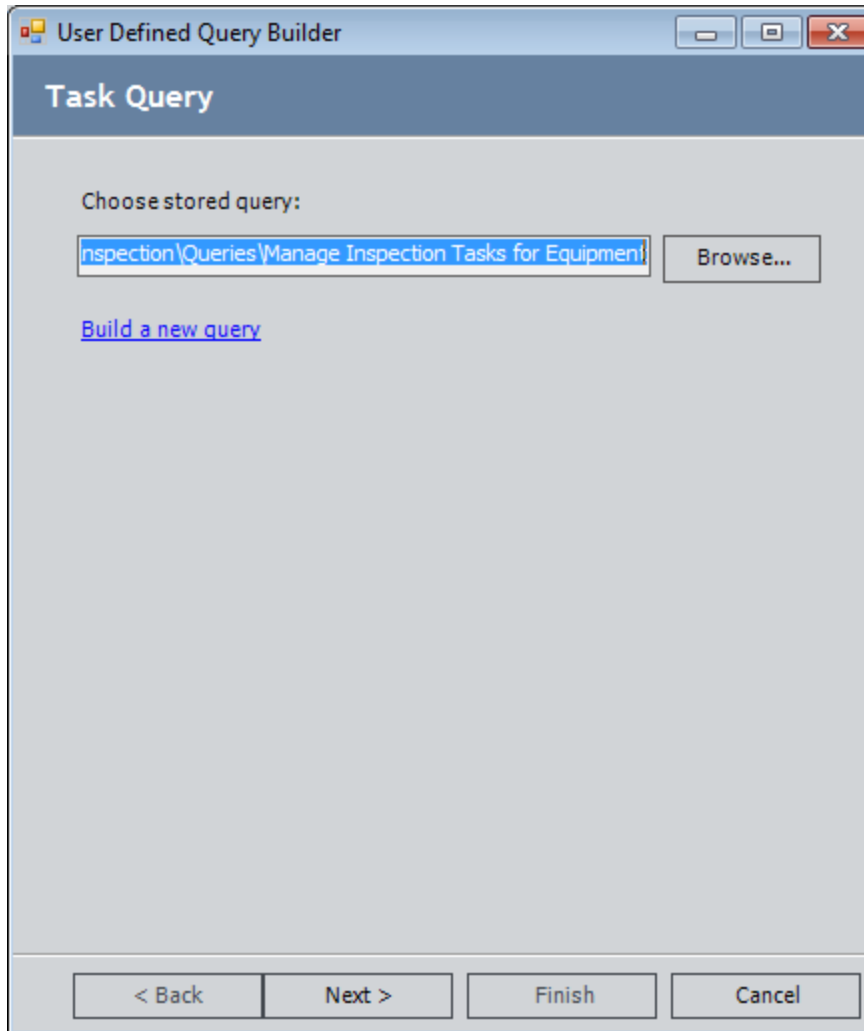 User Defined Query Builder
Task Query
Choose stored query:
nspection\Queries\Manage Inspection Tasks for Equipment
Browse...
Build a new query
< Back
Next >
Finish
Cancel